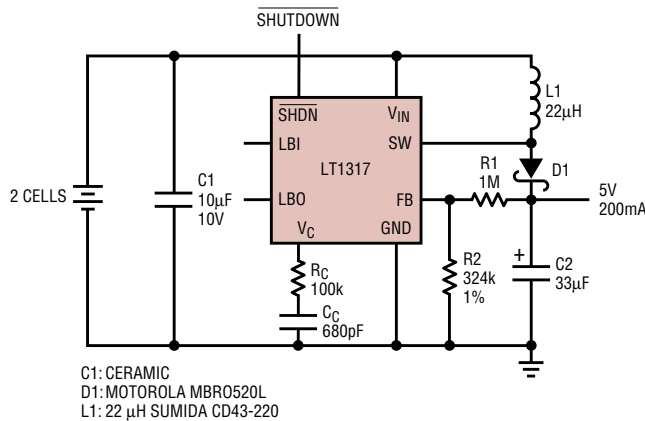 SHUTDOWN
SHDN
VIN
L1
22µH
LBI
SW
LT1317
R1
1M
D1
2 CELLS
C1
10µF
10V
LBO
FB
5V
200mA
VC
GND
RC
100k
R2
324k
1%
+
C2
33µF
CC
680pF
C1: CERAMIC
D1: MOTOROLA MBRO520L
L1: 22 µH SUMIDA CD43-220